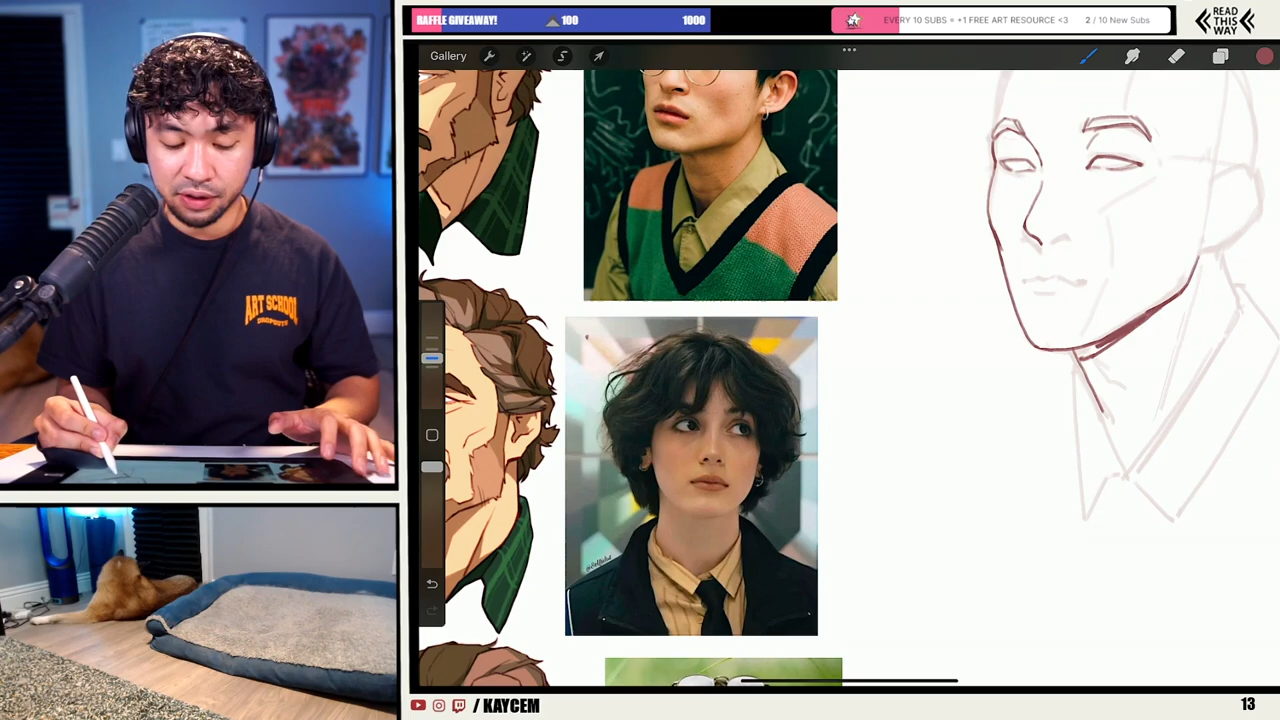 RAFFLE GIVEAWAY!
100
1000
EVERY 10 SUBS = +1 FREE ART RESOURCE <3
2 / 10 New Subs
READ
THIS
WAY
Gallery
ART SCHOOL
DROPOUTS
/ KAYCEM
13